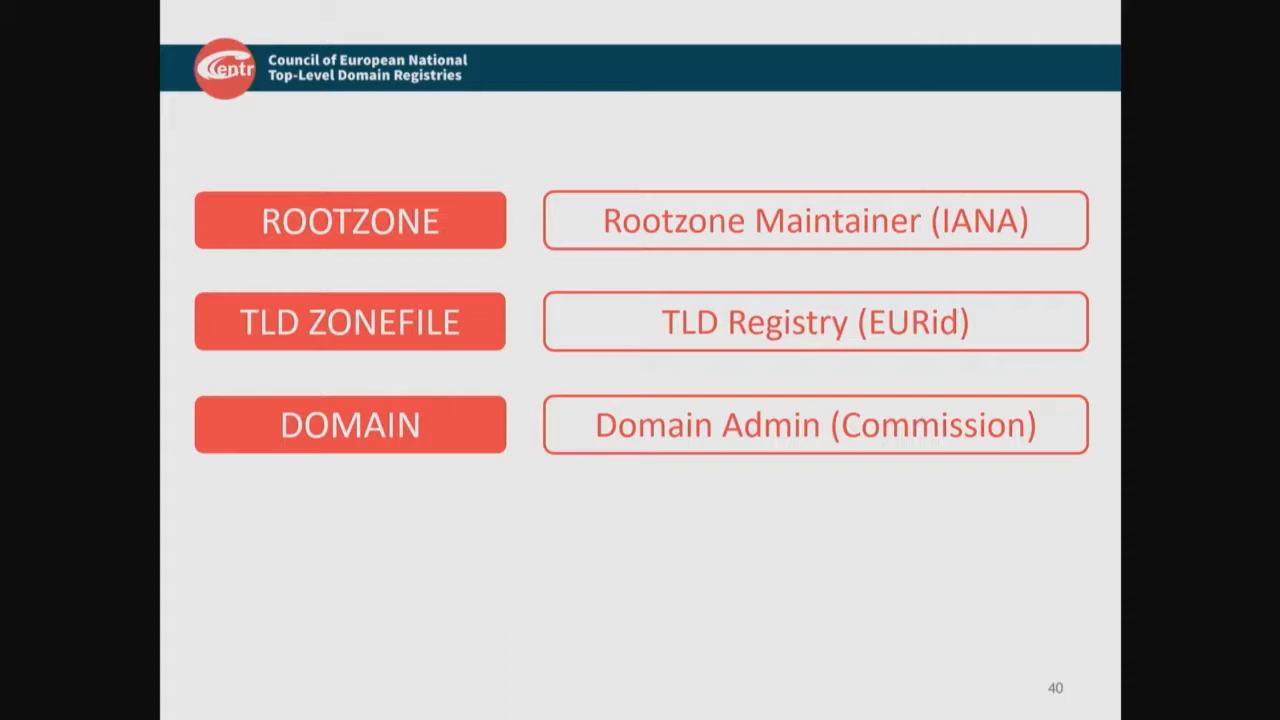 Centr
Council of European National
Top-Level Domain Registries
ROOTZONE
Rootzone Maintainer (IANA)
TLD ZONEFILE
TLD Registry (EURid)
DOMAIN
Domain Admin (Commission)
40